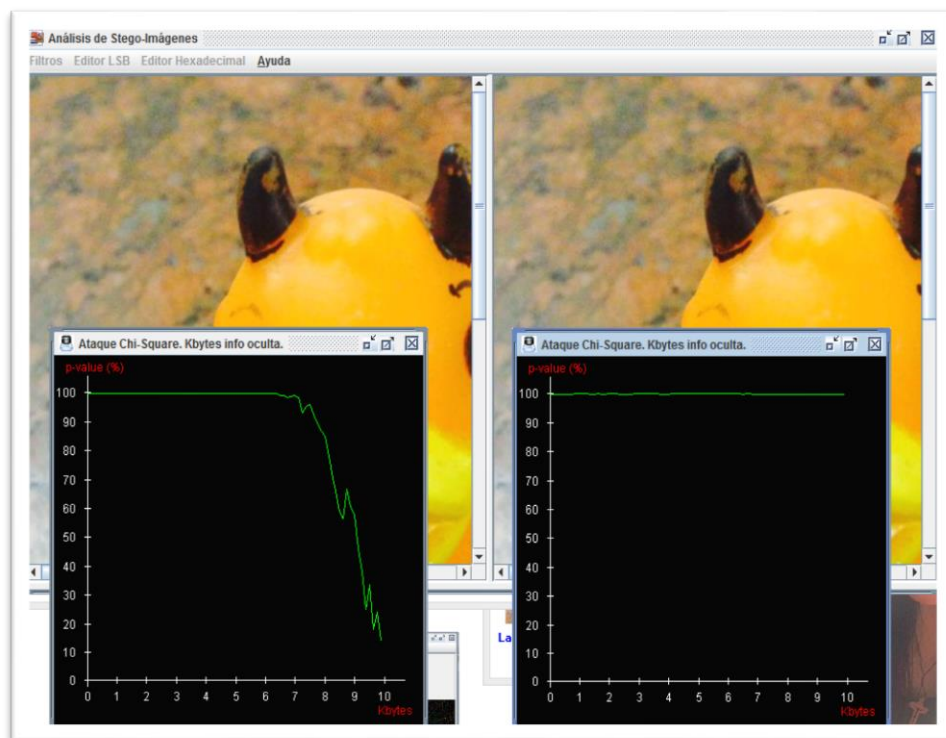 Análisis de Stego-Imágenes
Filtros Editor LSB Editor Hexadecimal Ayuda
Ataque Chi-Square. Kbytes info oculta.
p-value (%)
100
90
80
70
60
50
40
30
20
10
0
0 1 2 3 4 5 6 7 8 9 10
Kbytes
Ataque Chi-Square. Kbytes info oculta.
p-value (%)
100
90
80
70
60
50
40
30
20
10
0
0 1 2 3 4 5 6 7 8 9 10
Kbytes
La